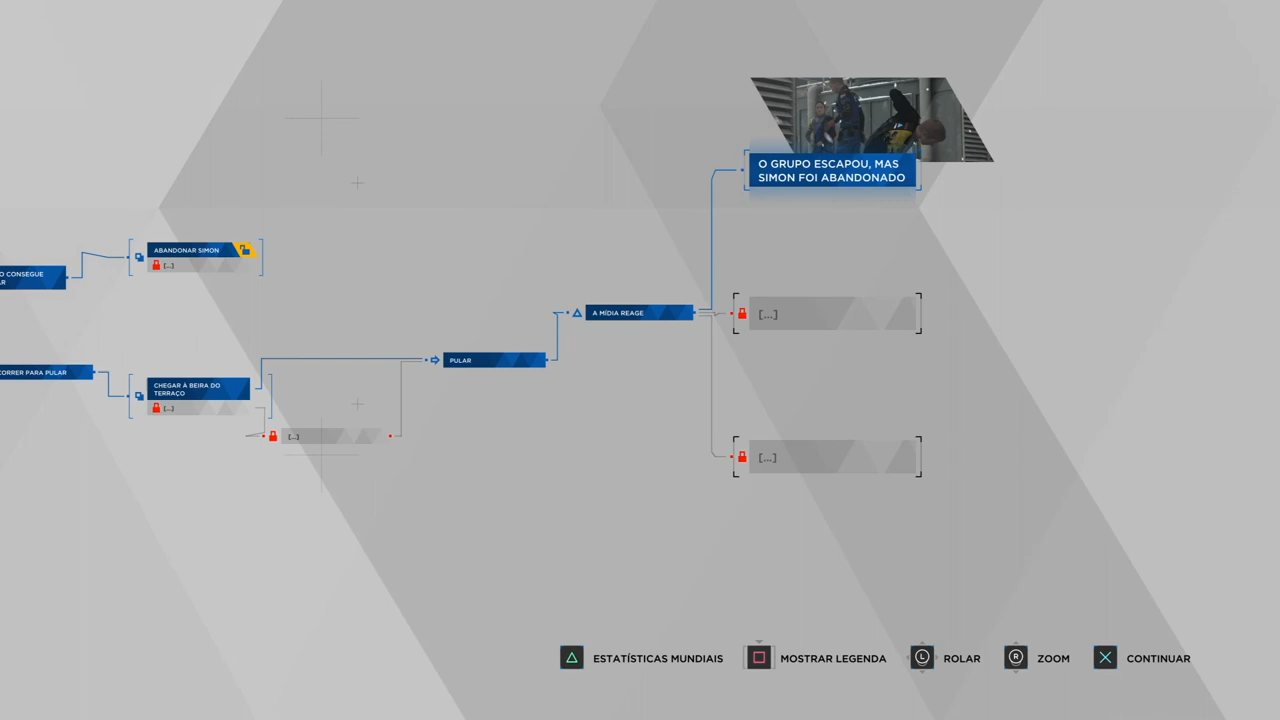 O GRUPO ESCAPOU, MAS
SIMON FOI ABANDONADO
ABANDONAR SIMON
[...]
O CONSEGUE
AR
[...]
A MÍDIA REAGE
PULAR
CORRER PARA PULAR
CHEGAR À BEIRA DO
TERRAÇO
[...]
[...]
[...]
ESTATÍSTICAS MUNDIAIS
MOSTRAR LEGENDA
L
ROLAR
R
ZOOM
CONTINUAR